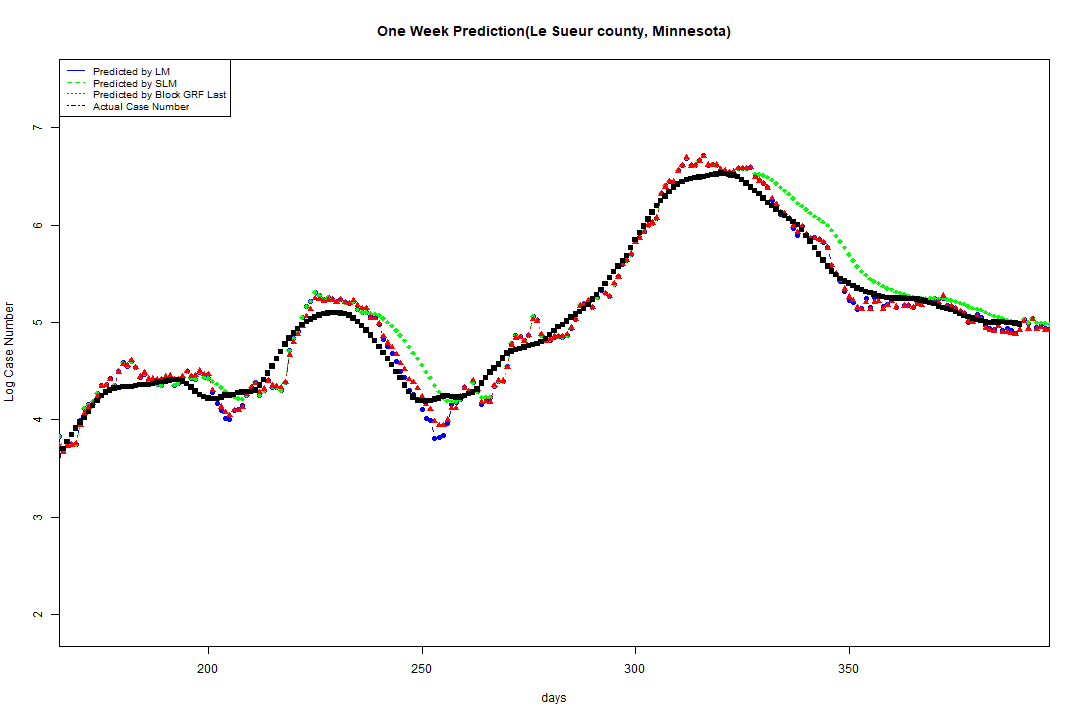 One Week Prediction(Le Sueur county, Minnesota)
Predicted by LM
Predicted by SLM
Predicted by Block GRF Last
Actual Case Number
Log Case Number
7
6
5
4
3
2
200 250 300 350
days